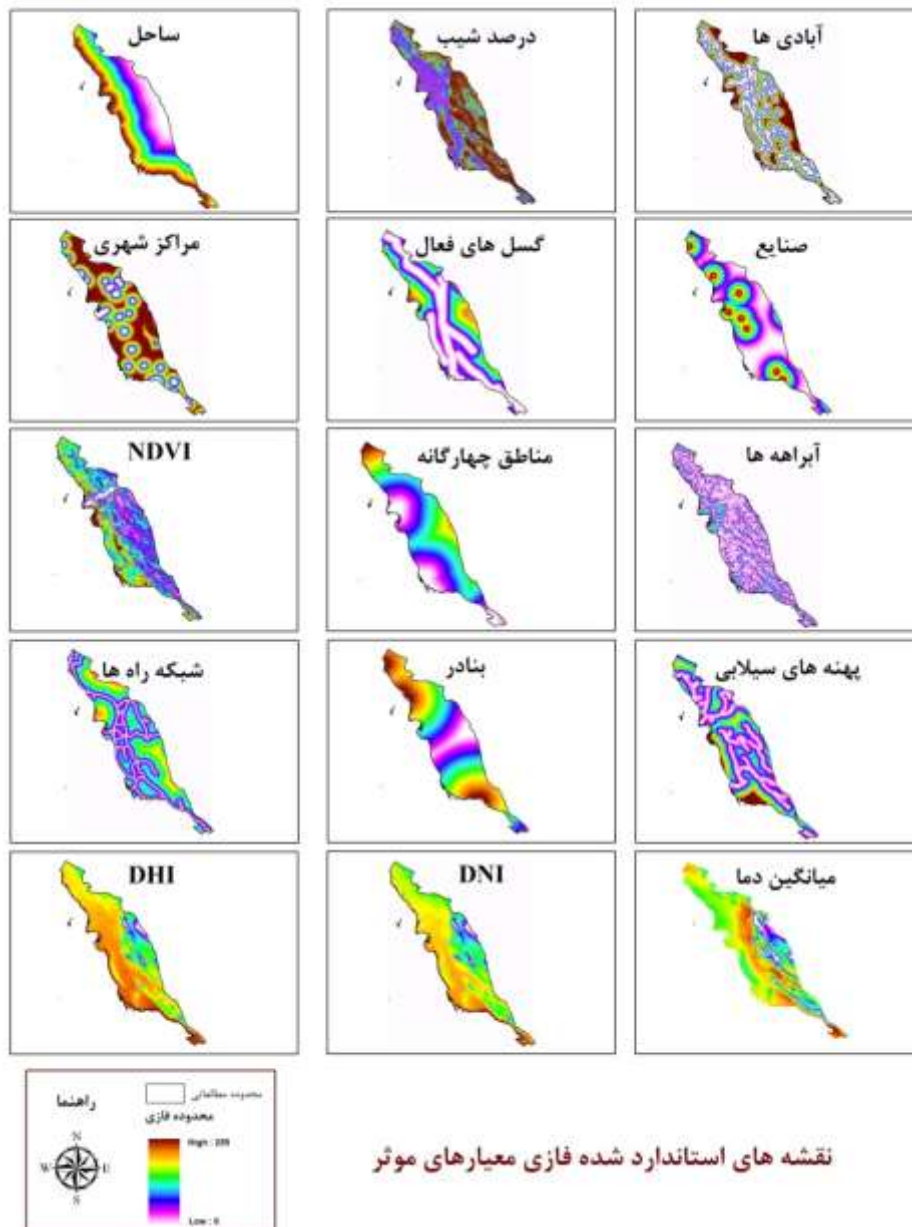 آبادی ها
درصد شیب
ساحل
صنایع
گسل های فعال
مراکز شهری
آبراهه ها
مناطق چهارگانه
NDVI
پهنه های سیلابی
بنادر
شبکه راه ها
میانگین دما
DNI
DHI
راهنما
محدوده مطالعاتی
محدوده فازی
High : 255
Low : 0
N
W E
S
نقشه های استاندارد شده فازی معیارهای موثر